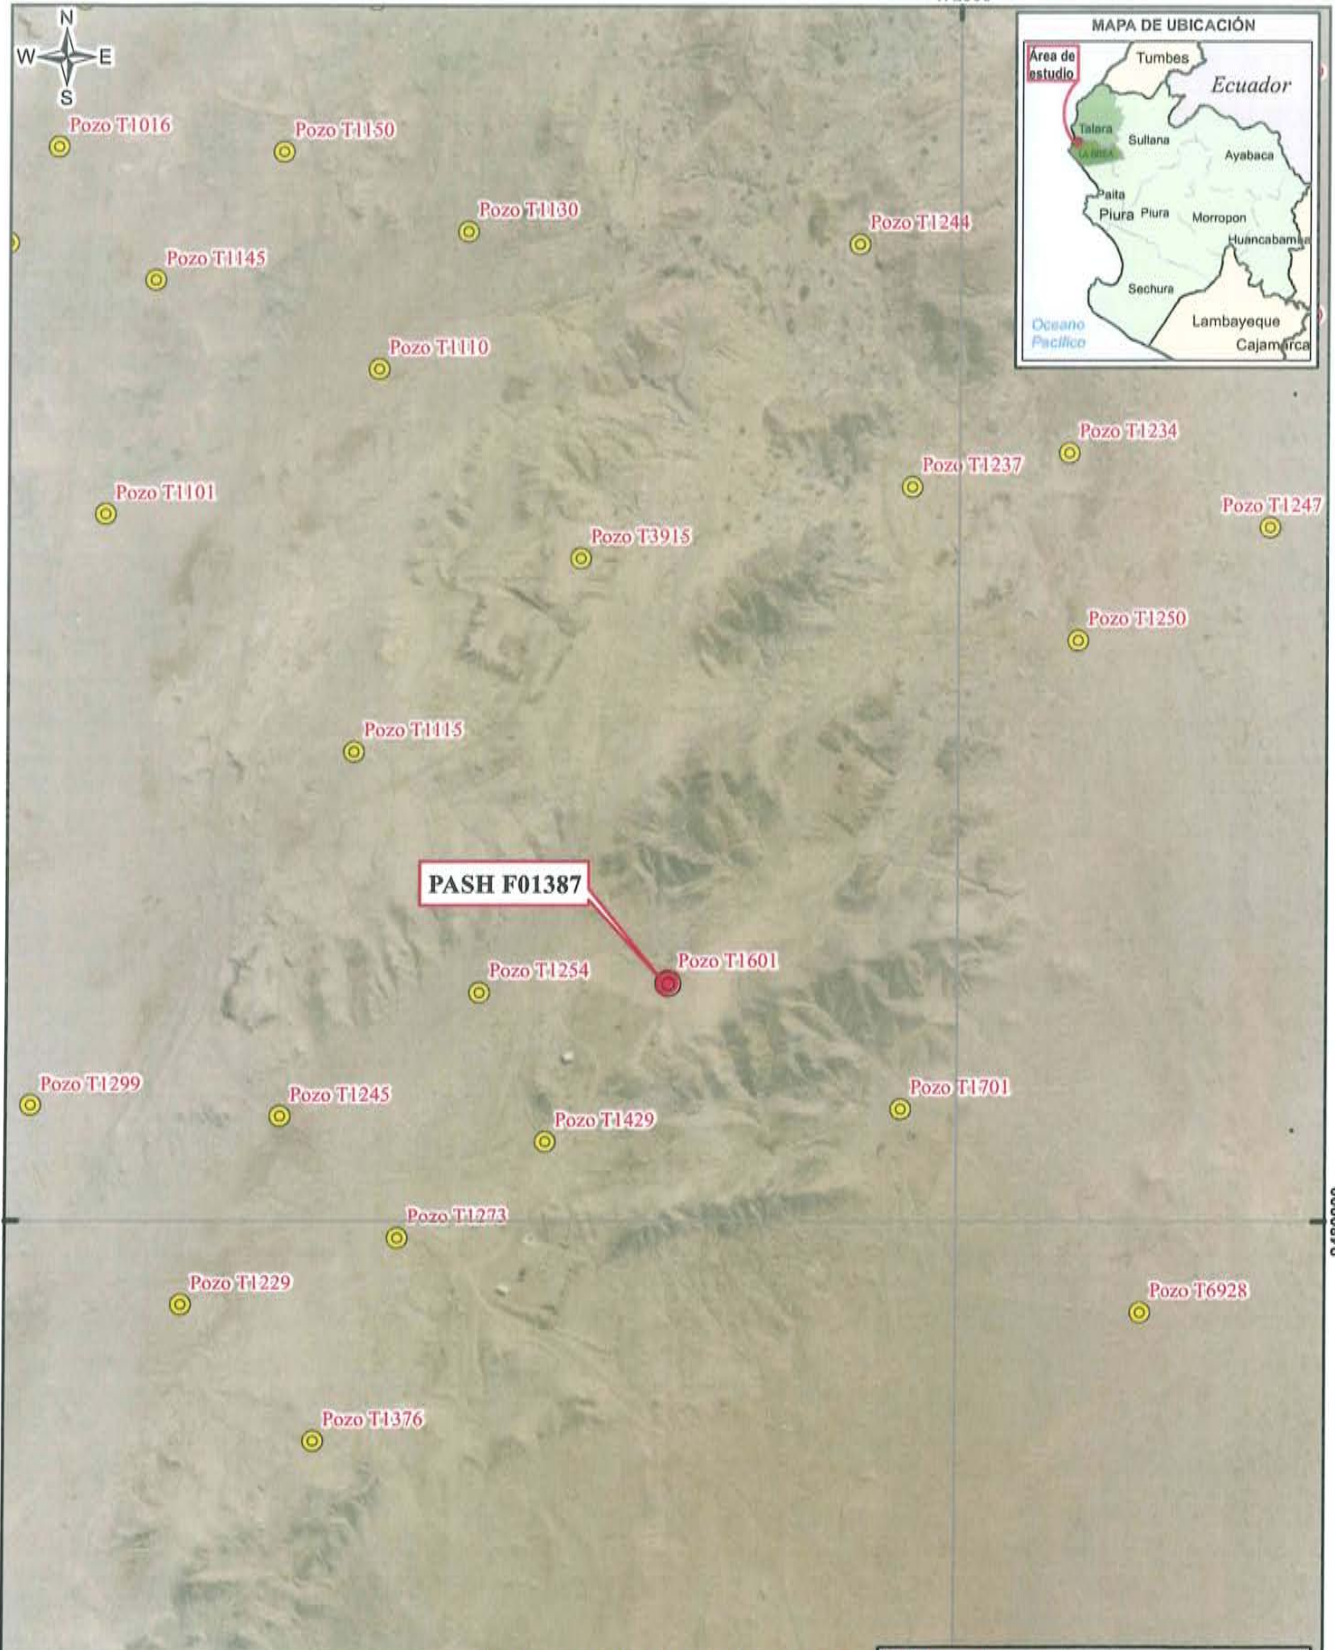 N
W E
S
MAPA DE UBICACIÓN
Área de
estudio
Tumbes
Ecuador
Talara
Sullana
Ayabaca
LA BREA
Paita
Piura Piura
Morropon
Huancabamba
Sechura
Lambayeque
Oceano
Pacifico
Cajamarca
Pozo T1016
Pozo T1150
Pozo T1130
Pozo T1244
Pozo T1145
Pozo T1110
Pozo T1234
Pozo T1237
Pozo T1101
Pozo T1247
Pozo T3915
Pozo T1250
Pozo T1115
PASH F01387
Pozo T1601
Pozo T1254
Pozo T1299
Pozo T1245
Pozo T1701
Pozo T1429
Pozo T1273
Pozo T1229
Pozo T6928
Pozo T1376